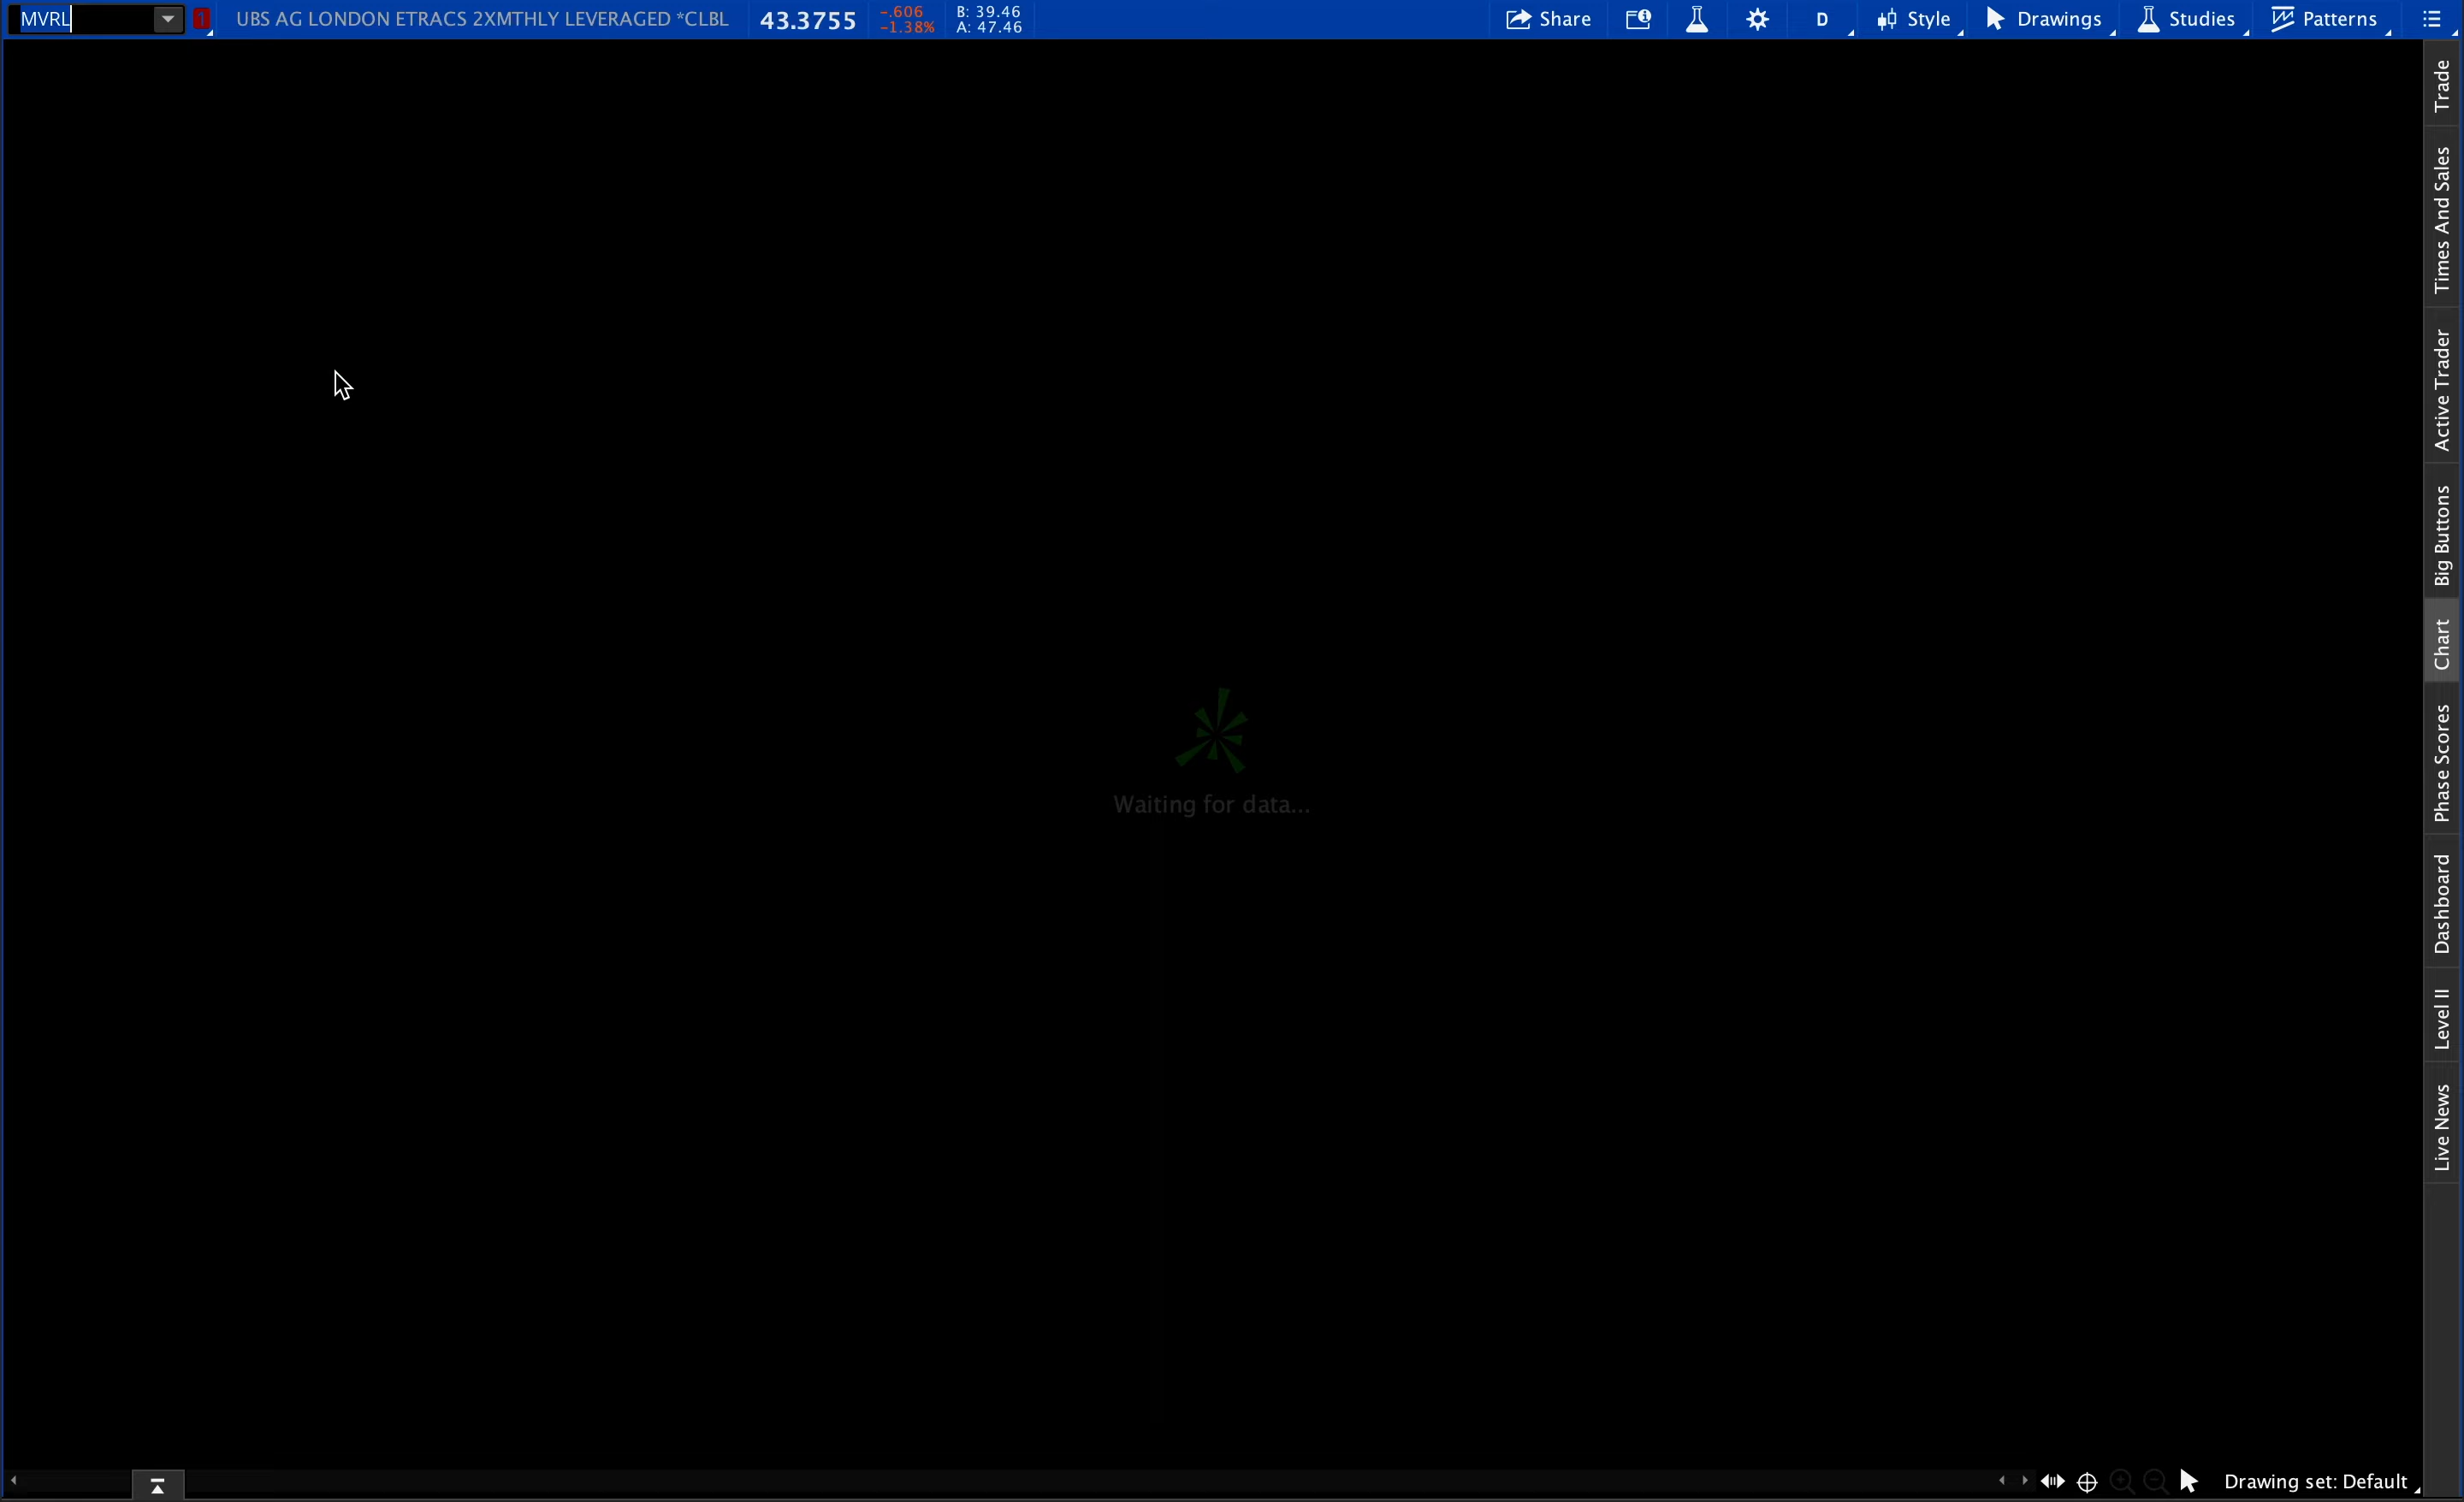 MVRL
1
UBS AG LONDON ETRACS 2XMTHLY LEVERAGED *CLBL
43.3755
-.606
-1.38%
B: 39.46
A: 47.46
Share
D
Style
Drawings
Studies
Patterns
Trade
Times And Sales
Active Trader
Big Buttons
Chart
Phase Scores
Dashboard
Level II
Live News
Waiting for data...
Drawing set: Default